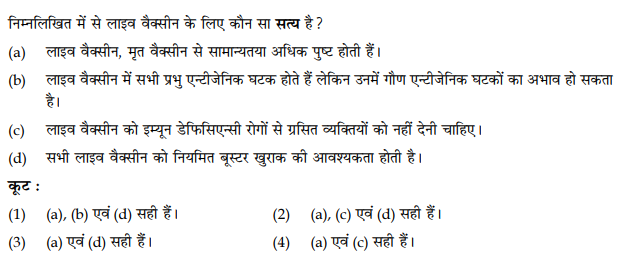 निम्नलिखित में से लाइव वैक्सीन के लिए कौन सा सत्य है ?
(a) लाइव वैक्सीन, मृत वैक्सीन से सामान्यतया अधिक पुष्ट होती हैं।
(b) लाइव वैक्सीन में सभी प्रभु एन्टीजेनिक घटक होते हैं लेकिन उनमें गौण एन्टीजेनिक घटकों का अभाव हो सकता
है।
(c) लाइव वैक्सीन को इम्यून डेफिसिएन्सी रोगों से ग्रसित व्यक्तियों को नहीं देनी चाहिए।
(d) सभी लाइव वैक्सीन को नियमित बूस्टर खुराक की आवश्यकता होती है।
कूट :
(1) (a), (b) एवं (d) सही हैं। (2) (a), (c) एवं (d) सही हैं।
(3) (a) एवं (d) सही हैं। (4) (a) एवं (c) सही हैं।